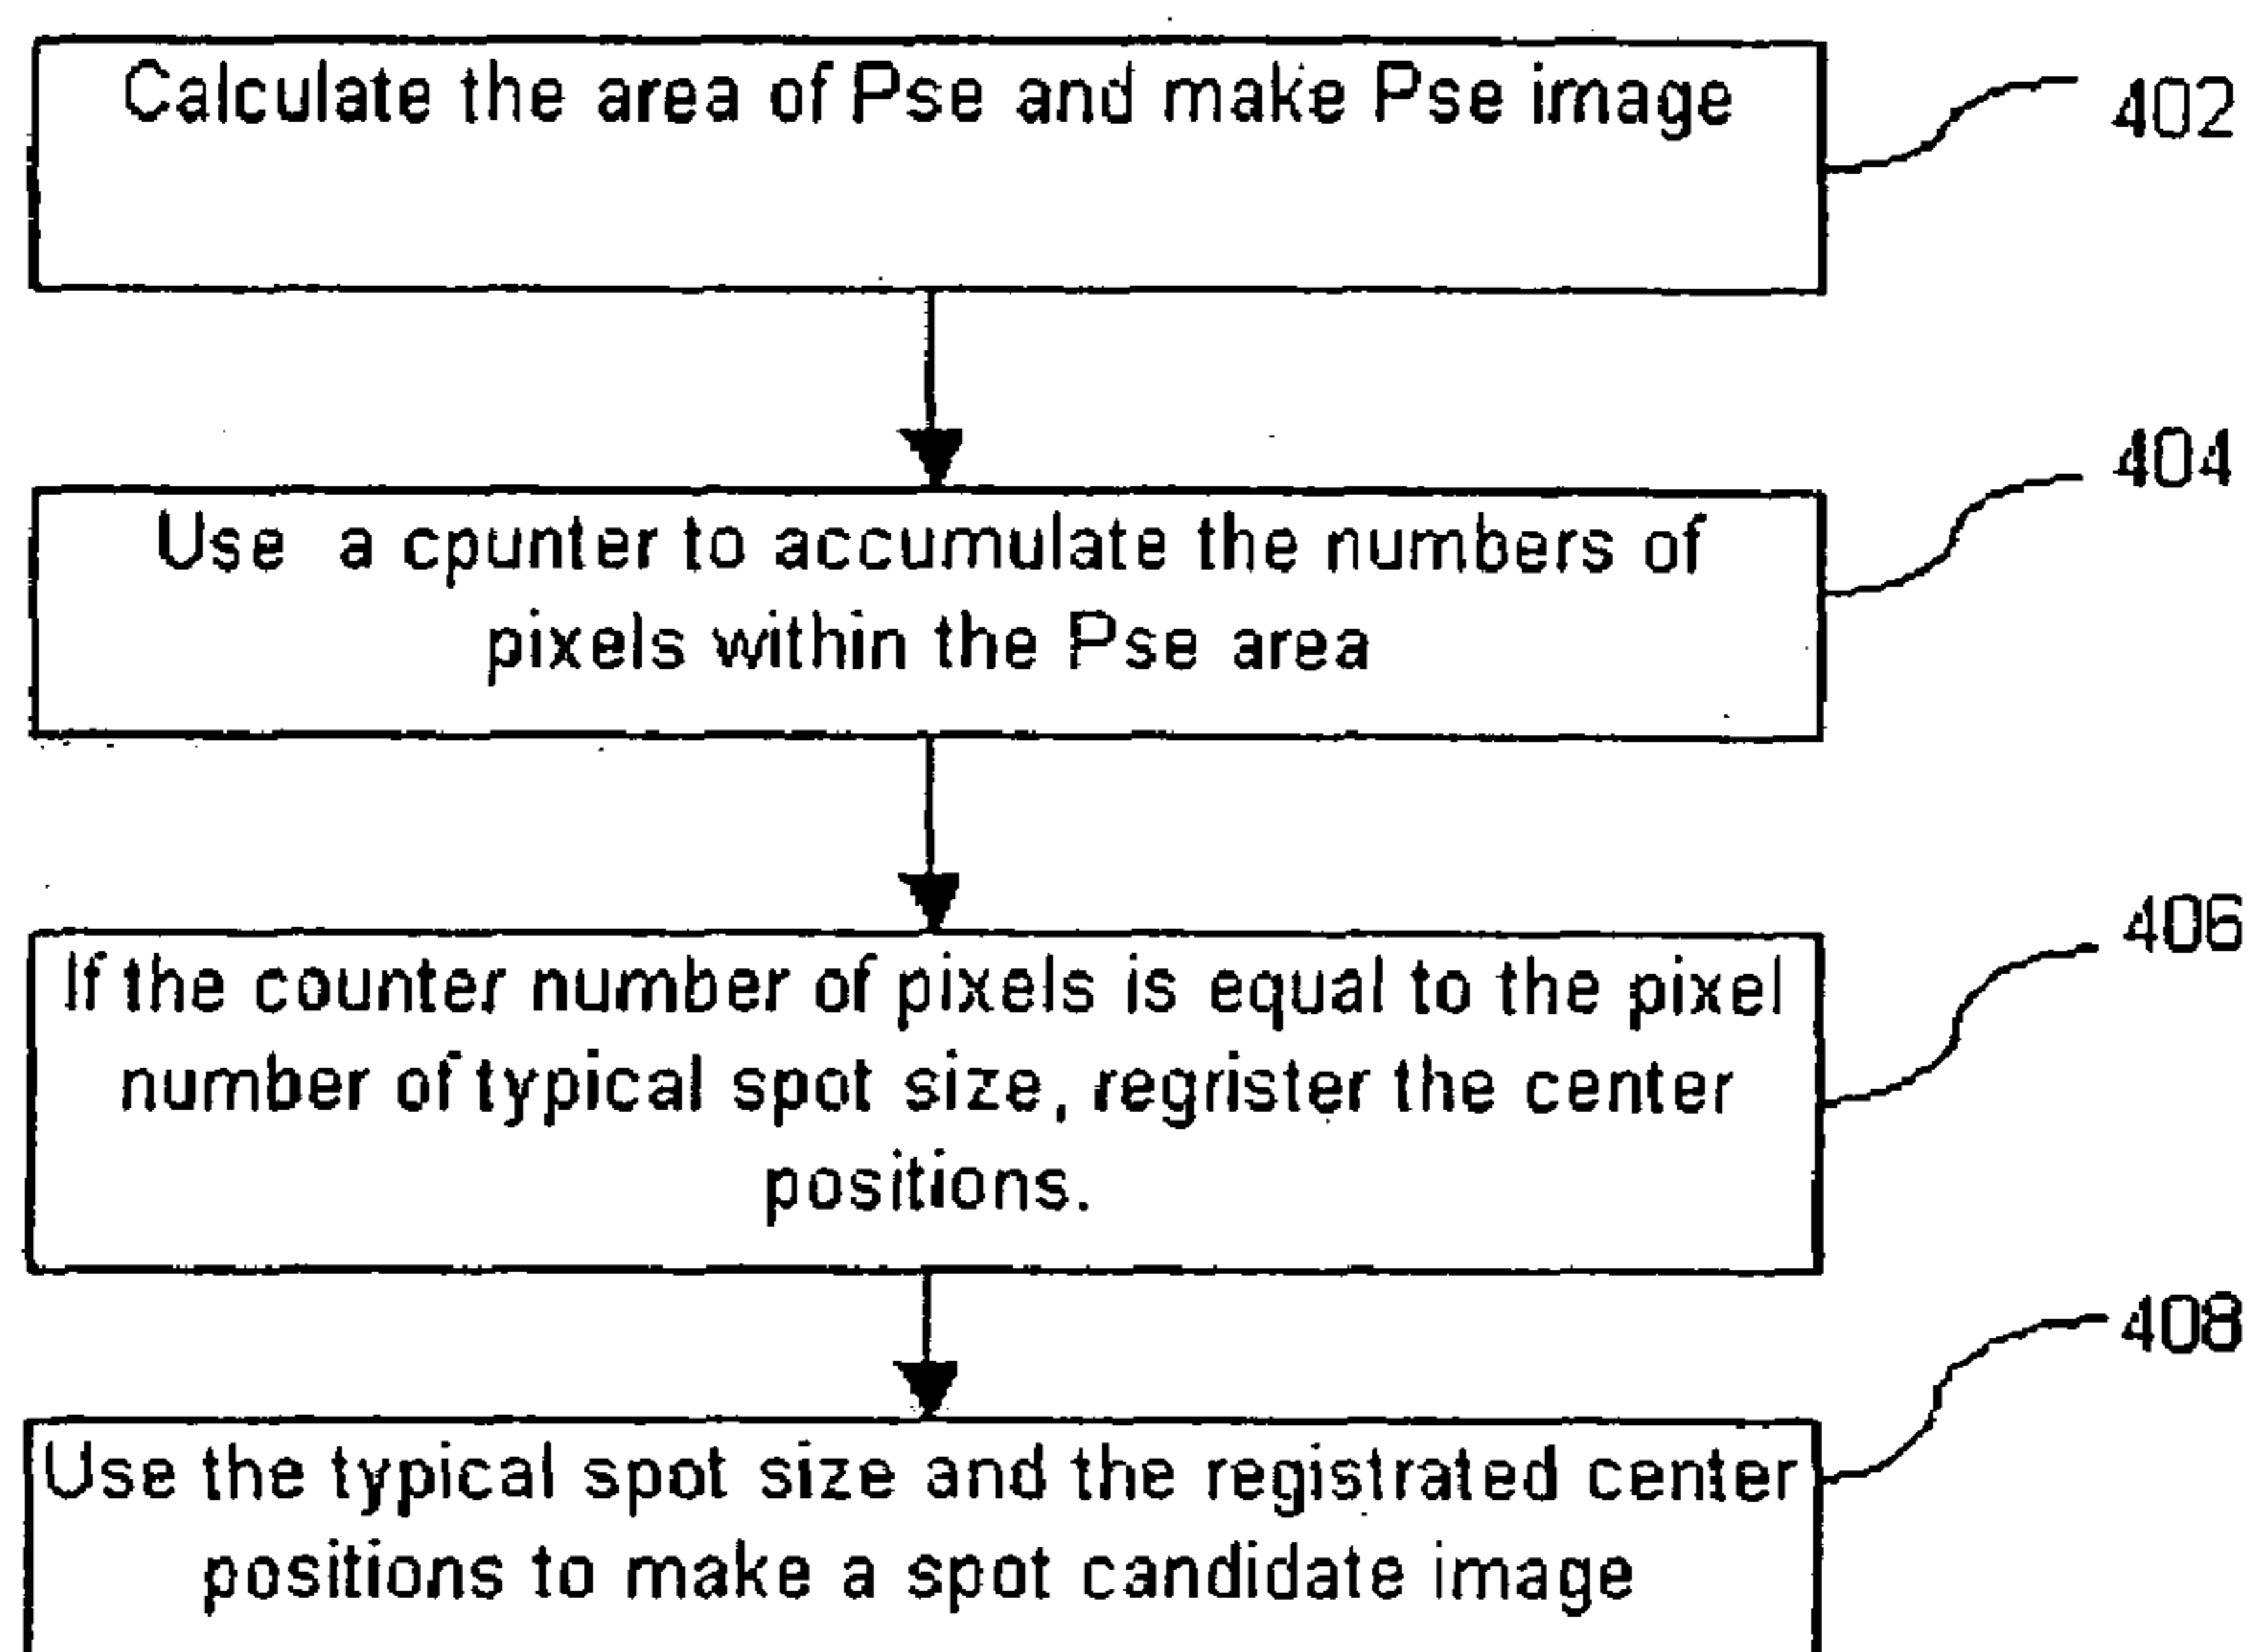 Calculate the area of Pse and make Pse image
402
Use a cpunter to accumulate the numbers of
pixels within the Pse area
404
If the counter number of pixels is equal to the pixel
number of typical spot size, regrister the center
positions.
406
Use the typical spot size and the registrated center
positions to make a spot candidate image
408